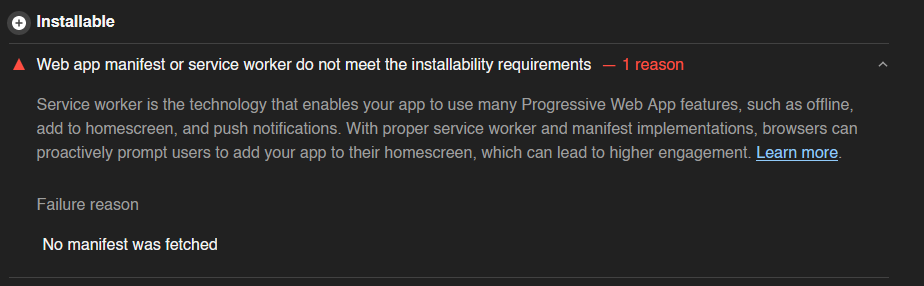 Installable
Web app manifest or service worker do not meet the installability requirements — 1 reason
Service worker is the technology that enables your app to use many Progressive Web App features, such as offline,
add to homescreen, and push notifications. With proper service worker and manifest implementations, browsers can
proactively prompt users to add your app to their homescreen, which can lead to higher engagement. Learn more.
Failure reason
No manifest was fetched